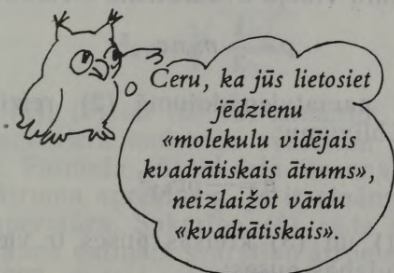 Ceru, ka jūs lietosiet
jēdzienu
«molekulu vidējais
kvadrātiskais ātrums»,
neizlaižot vārdu
«kvadrātiskais».